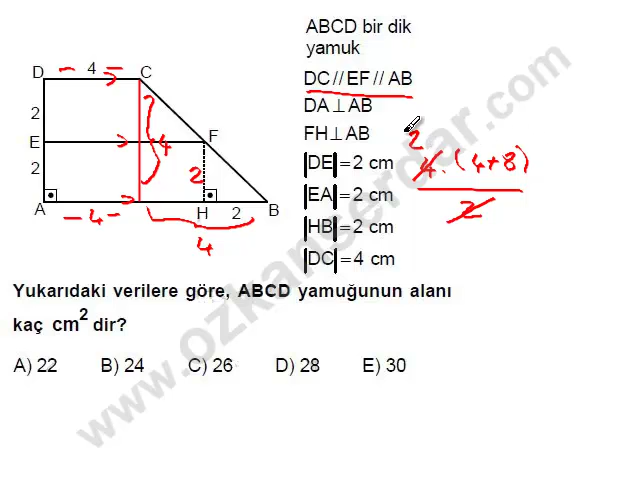 ABCD bir dik
yamuk
DC//EF//AB
DA⊥AB
FH⊥AB
|DE|=2 cm
|EA|=2 cm
|HB|=2 cm
|DC|=4 cm
2
4.(4+8)
2
D 4 C
2
E F
4
2 2
A 4 H 2 B
4
Yukarıdaki verilere göre, ABCD yamuğunun alanı
kaç cm² dir?
A) 22 B) 24 C) 26 D) 28 E) 30
www.ozkanserdar.com